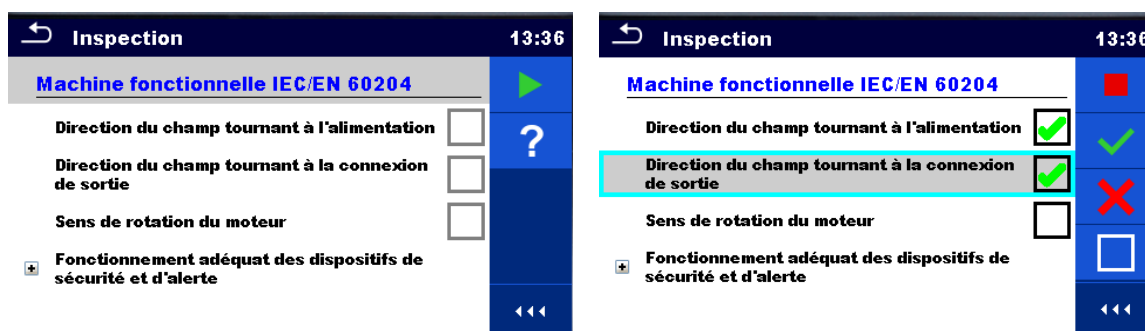 Inspection 13:36
Machine fonctionnelle IEC/EN 60204
Direction du champ tournant à l'alimentation
?
Direction du champ tournant à la connexion
de sortie
Sens de rotation du moteur
Fonctionnement adéquat des dispositifs de
sécurité et d'alerte
Inspection 13:36
Machine fonctionnelle IEC/EN 60204
Direction du champ tournant à l'alimentation
Direction du champ tournant à la connexion
de sortie
Sens de rotation du moteur
Fonctionnement adéquat des dispositifs de
sécurité et d'alerte